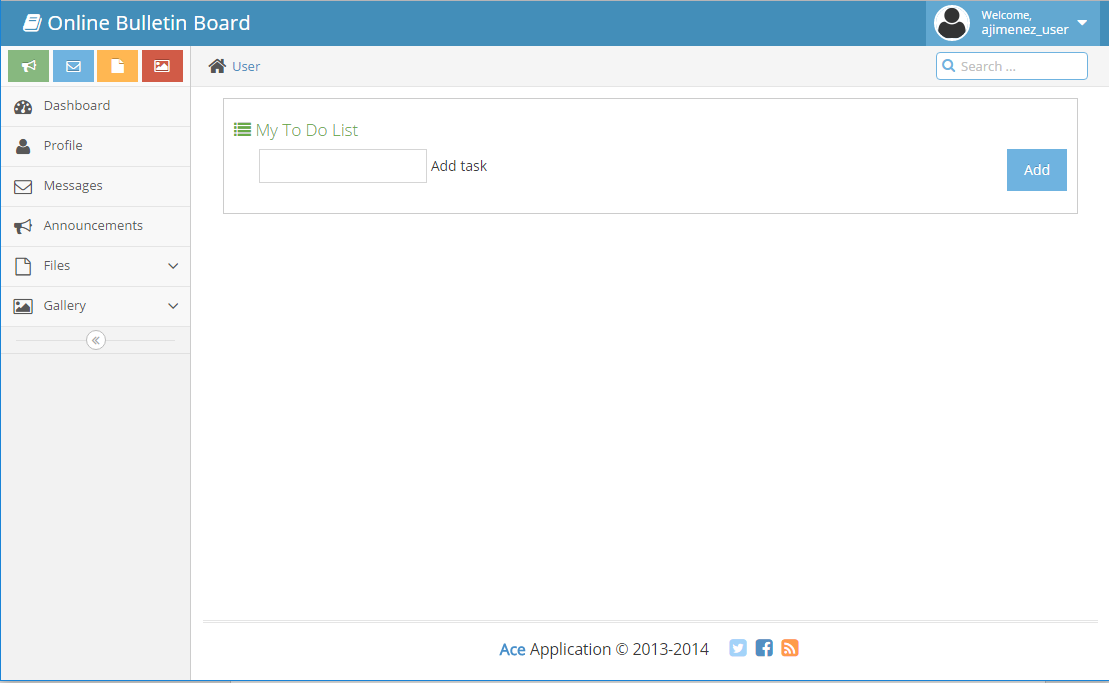 Online Bulletin Board
Welcome,
ajimenez_user
User
Search ...
Dashboard
Profile
Messages
Announcements
Files
Gallery
My To Do List
Add task
Add
Ace Application © 2013-2014